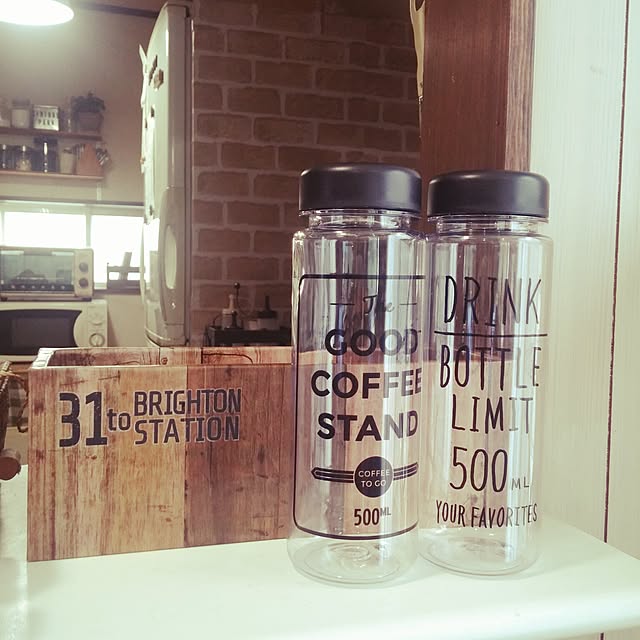 31 to BRIGHTON
STATION
The
GOOD
COFFEE
STAND
COFFEE
TO GO
500ML
DRINK
BOTTLE
LIMIT
500ML
YOUR FAVORITES